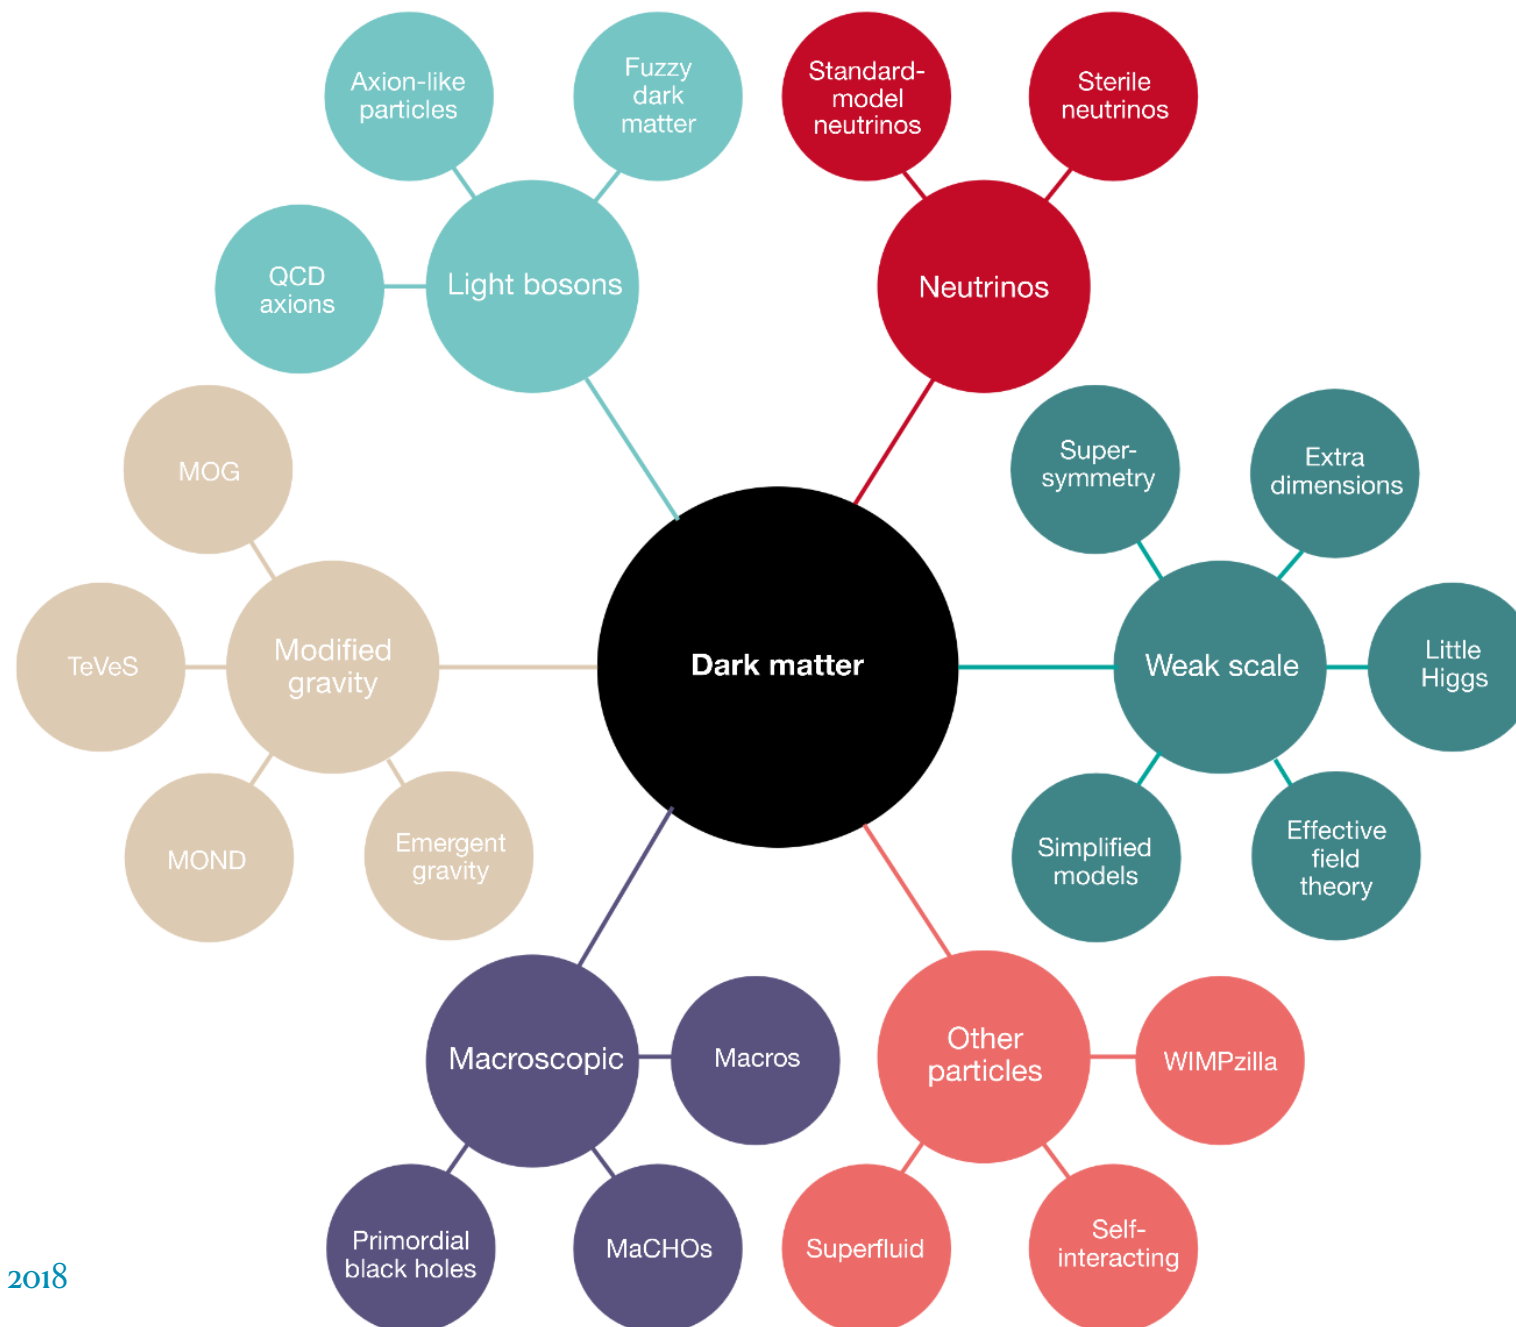 Axion-like
particles
Fuzzy
dark
matter
Standard-
model
neutrinos
Sterile
neutrinos
QCD
axions
Light bosons
Neutrinos
MOG
Super-
symmetry
Extra
dimensions
TeVeS
Modified
gravity
Dark matter
Weak scale
Little
Higgs
MOND
Emergent
gravity
Simplified
models
Effective
field
theory
Macroscopic
Macros
Other
particles
WIMPzilla
Primordial
black holes
MaCHOs
Superfluid
Self-
interacting
2018